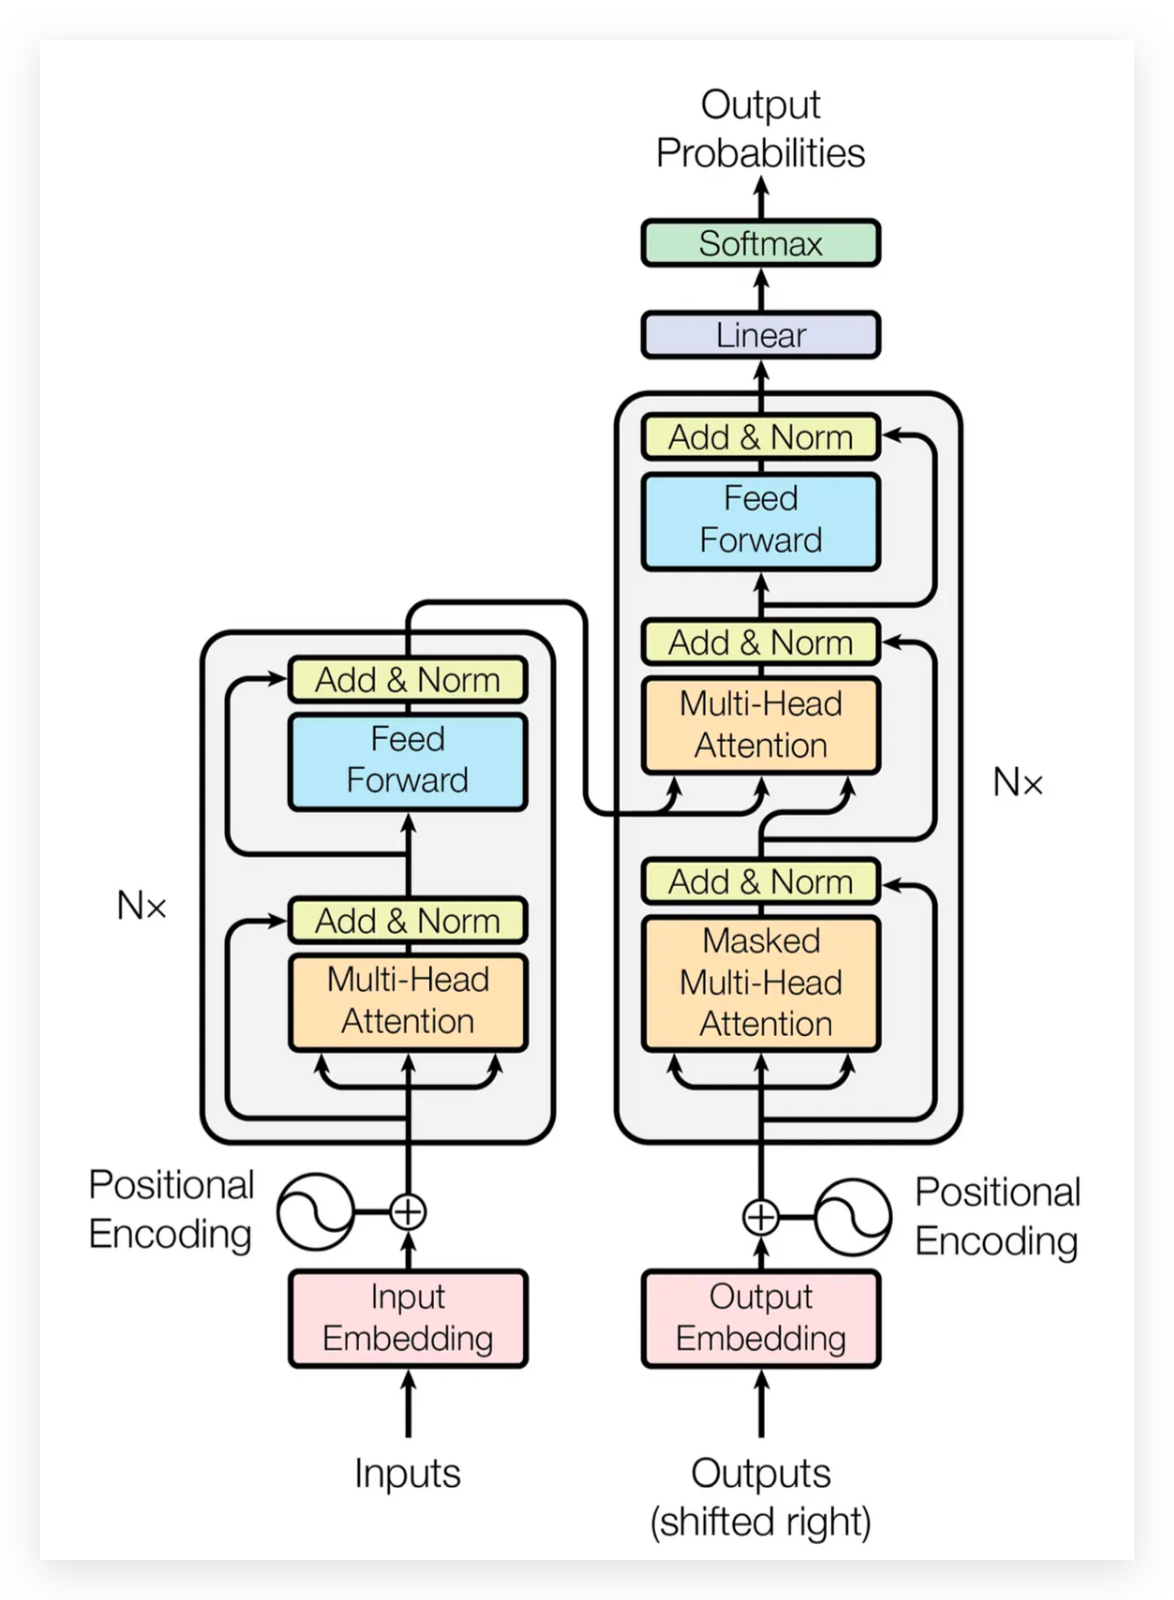 Output
Probabilities
Softmax
Linear
Add & Norm
Feed
Forward
Add & Norm
Multi-Head
Attention
Nx
Add & Norm
Masked
Multi-Head
Attention
Add & Norm
Feed
Forward
Nx
Add & Norm
Multi-Head
Attention
Positional
Encoding
Positional
Encoding
Input
Embedding
Output
Embedding
Inputs
Outputs
(shifted right)